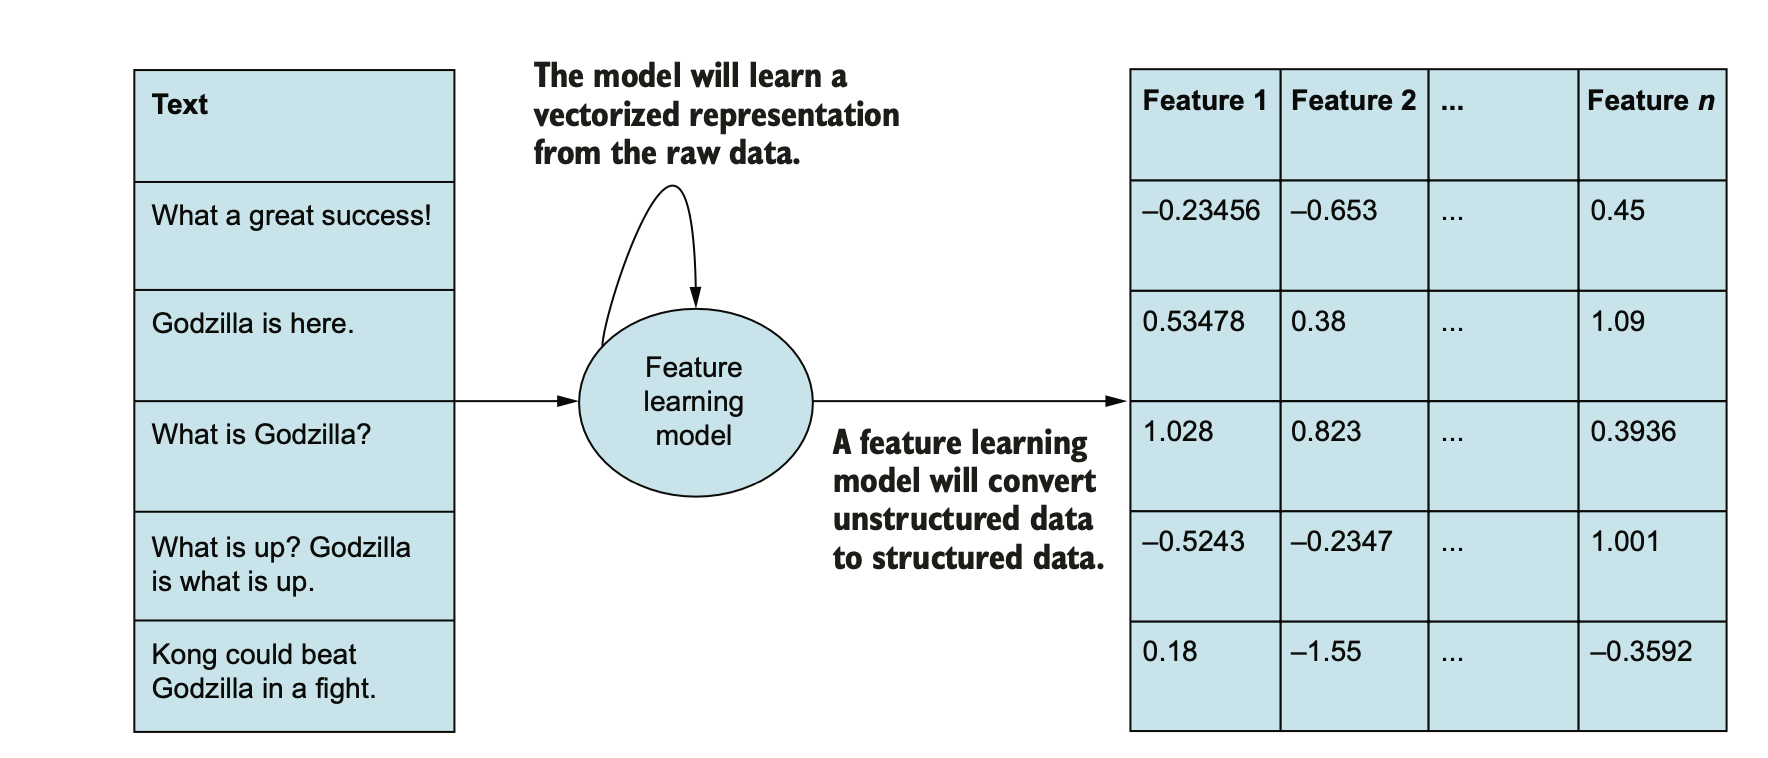 Text
What a great success!
Godzilla is here.
What is Godzilla?
What is up? Godzilla
is what is up.
Kong could beat
Godzilla in a fight.
The model will learn a
vectorized representation
from the raw data.
Feature
learning
model
A feature learning
model will convert
unstructured data
to structured data.
Feature 1 Feature 2 ... Feature n
–0.23456 –0.653 ... 0.45
0.53478 0.38 ... 1.09
1.028 0.823 ... 0.3936
–0.5243 –0.2347 ... 1.001
0.18 –1.55 ... –0.3592